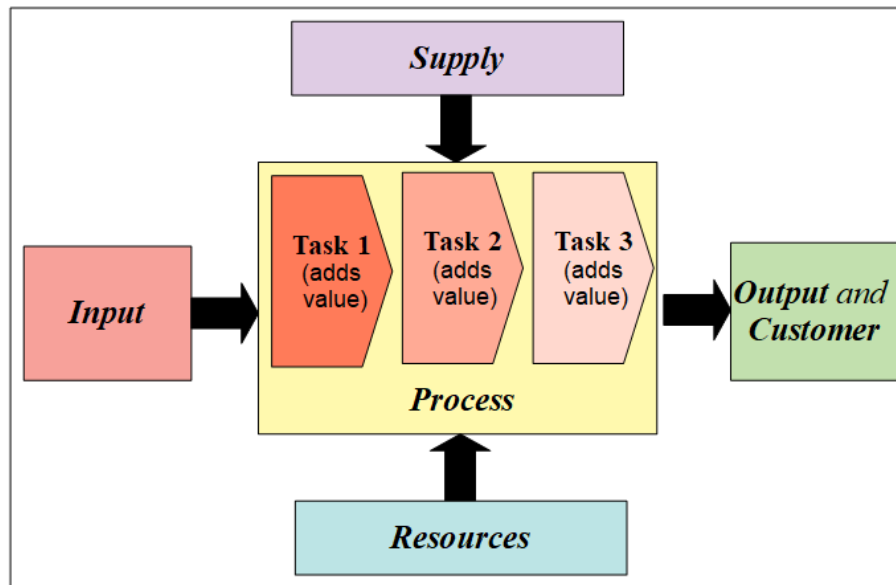 Supply
Task 1
(adds
value)
Task 2
(adds
value)
Task 3
(adds
value)
Input
Output and
Customer
Process
Resources